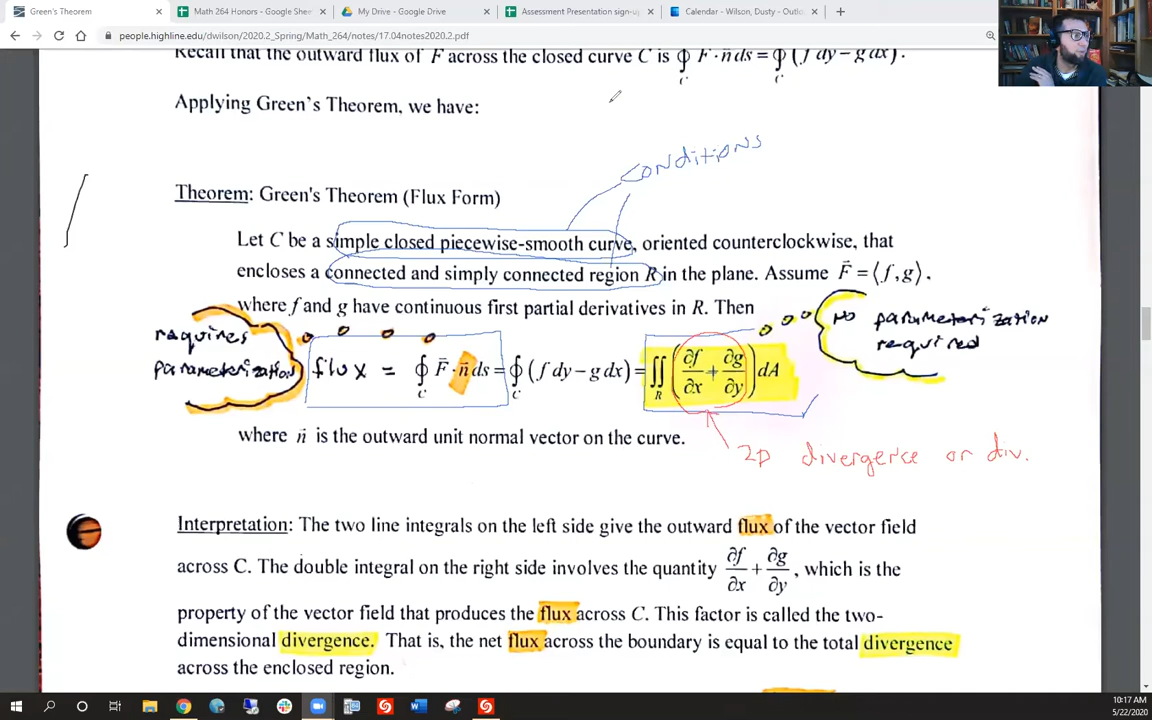 Green's Theorem
Math 264 Honors - Google Shee
My Drive - Google Drive
Assessment Presentation sign-u
Calendar - Wilson, Dusty - Outlo
people.highline.edu/dwilson/2020.2_Spring/Math_264/notes/17.04notes2020.2.pdf
Recall that the outward flux of F across the closed curve C is ∮_C F · n ds = ∮_C (f dy − g dx).
Applying Green's Theorem, we have:
conditions
Theorem: Green's Theorem (Flux Form)
Let C be a simple closed piecewise-smooth curve, oriented counterclockwise, that
encloses a connected and simply connected region R in the plane. Assume F⃗ = ⟨f, g⟩.
where f and g have continuous first partial derivatives in R. Then
requires
parameterization
flux = ∮_C F⃗ · n⃗ ds = ∮_C (f dy − g dx) = ∬_R (∂f/∂x + ∂g/∂y) dA
no parameterization
required
where n⃗ is the outward unit normal vector on the curve.
2D divergence or div.
Interpretation: The two line integrals on the left side give the outward flux of the vector field
across C. The double integral on the right side involves the quantity ∂f/∂x + ∂g/∂y, which is the
property of the vector field that produces the flux across C. This factor is called the two-
dimensional divergence. That is, the net flux across the boundary is equal to the total divergence
across the enclosed region.
10:17 AM
5/22/2020